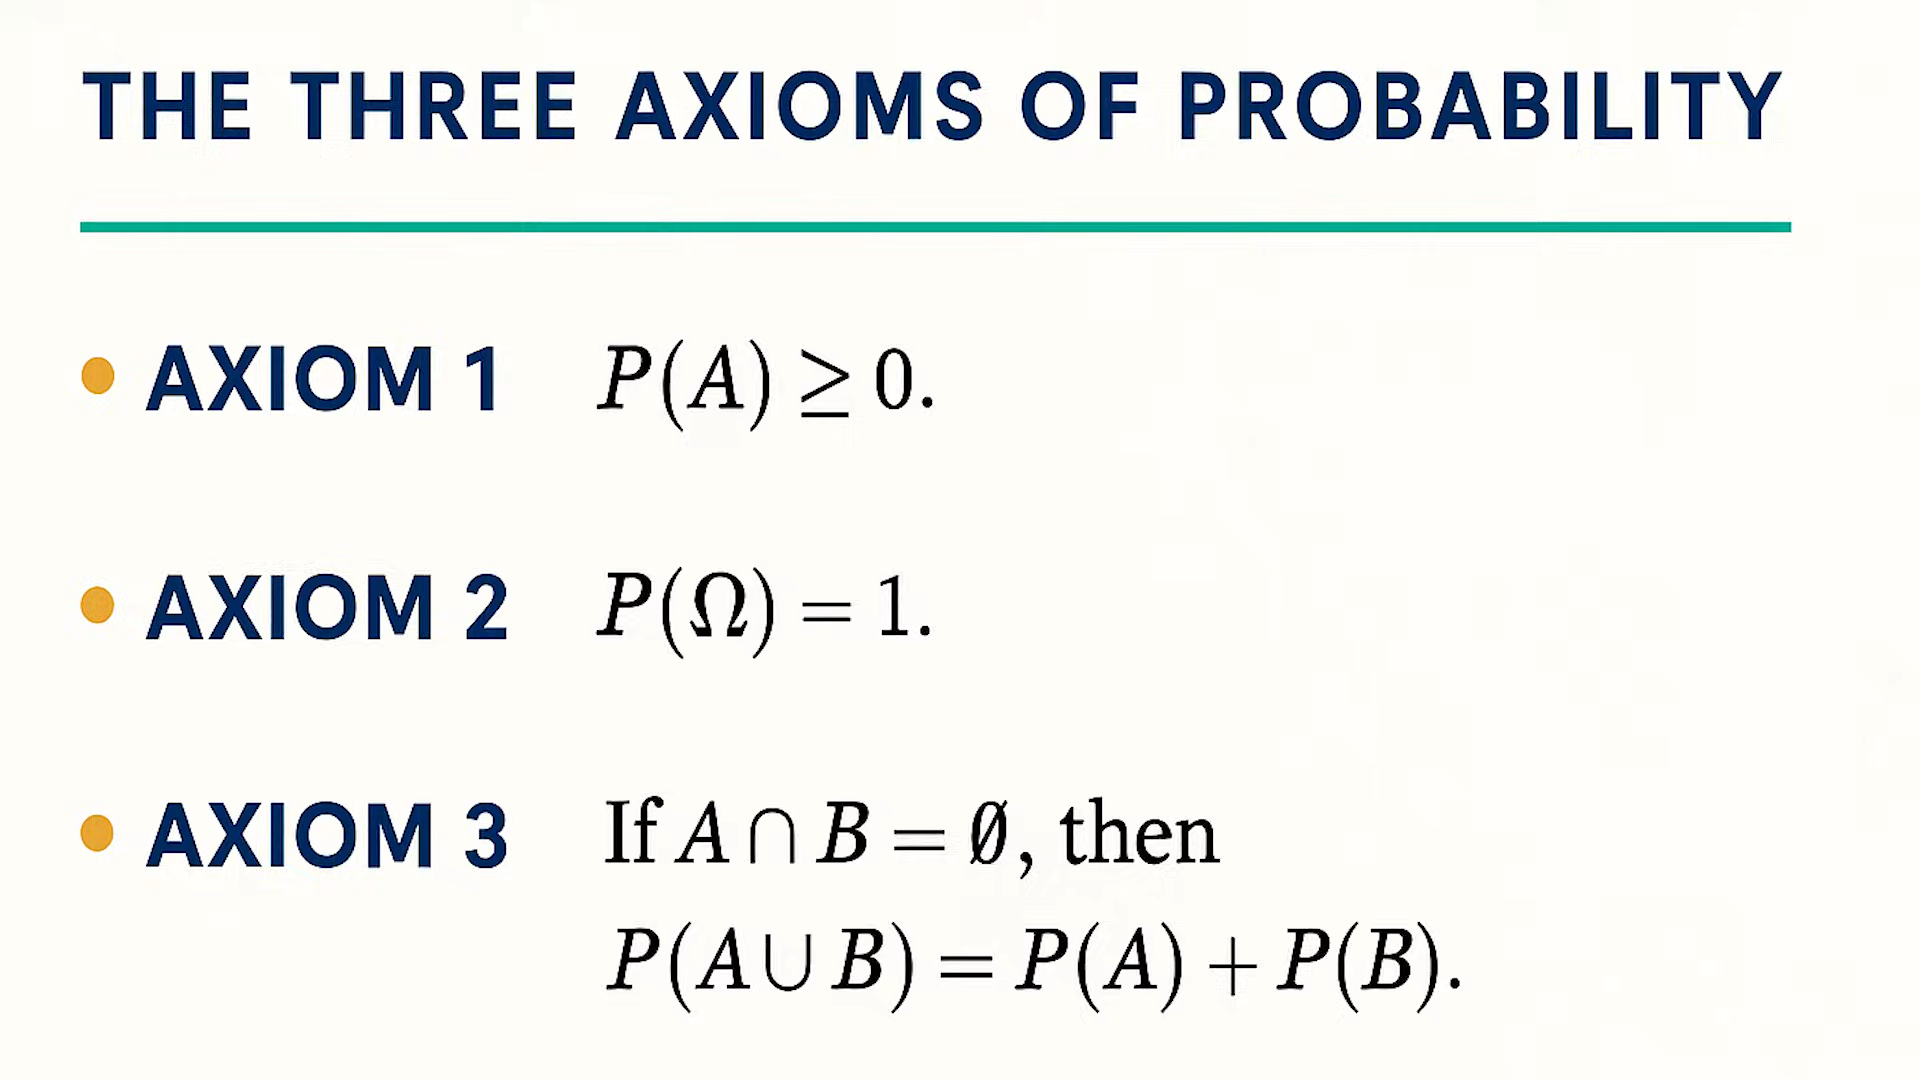 THE THREE AXIOMS OF PROBABILITY
• AXIOM 1 P(A) ≥ 0.
• AXIOM 2 P(Ω) = 1.
• AXIOM 3 If A ∩ B = ∅, then
P(A ∪ B) = P(A) + P(B).